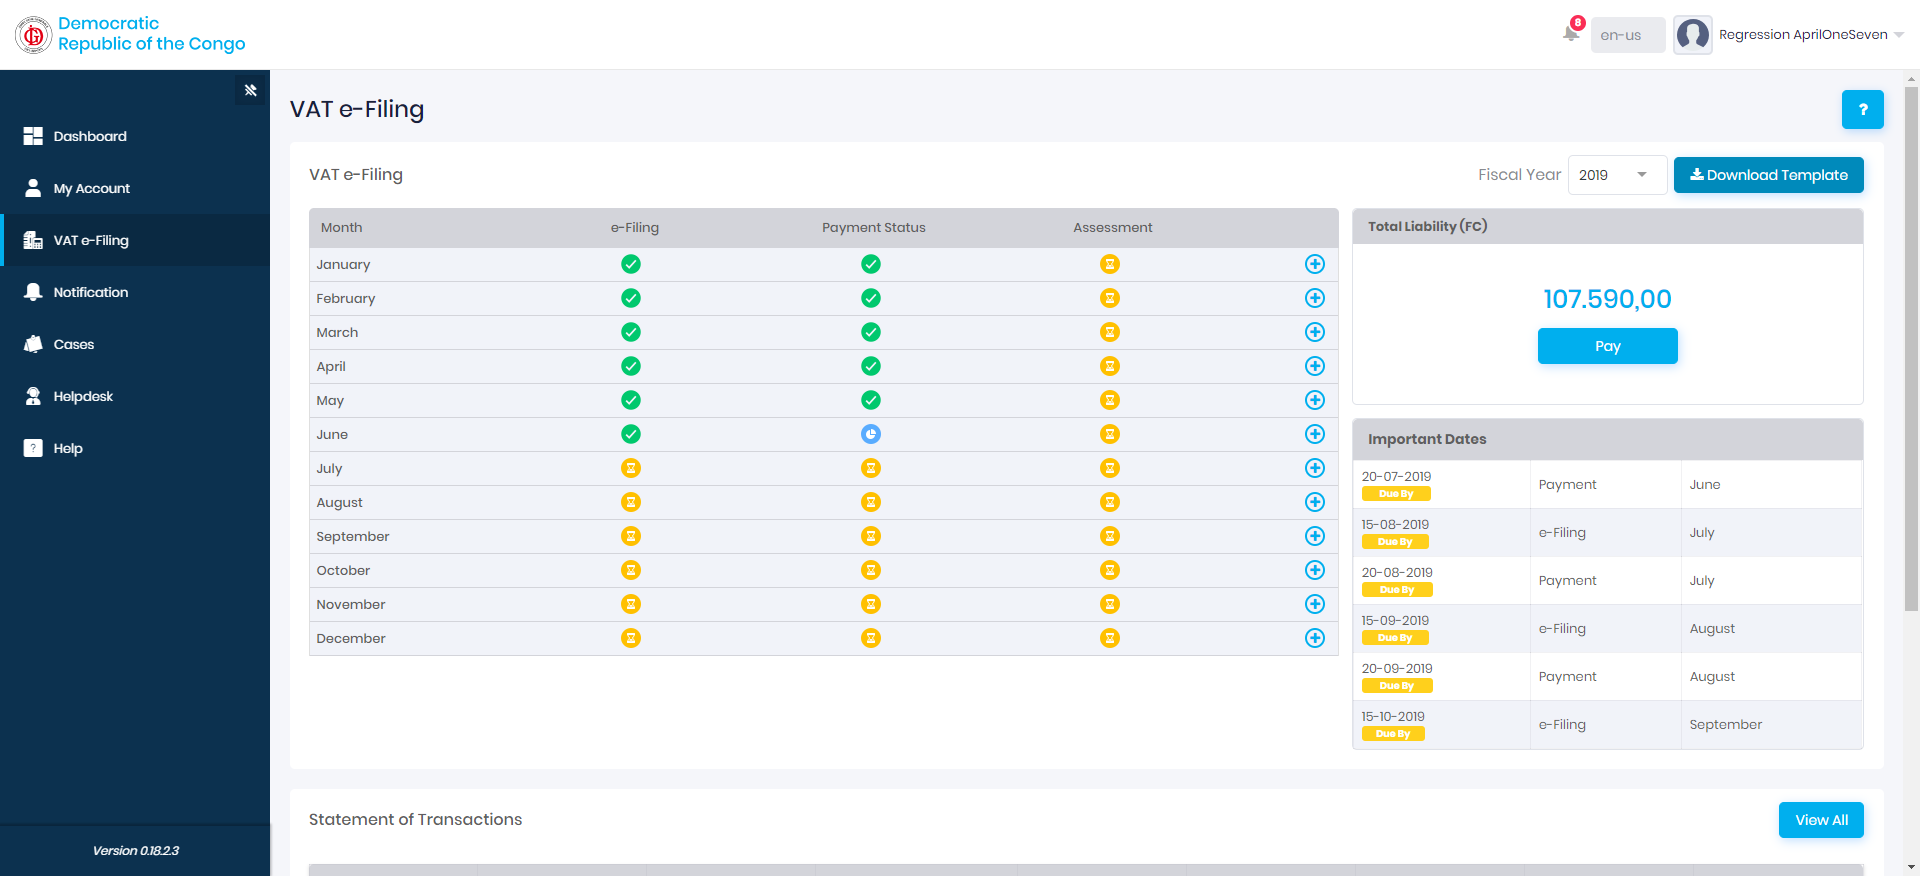 Democratic
Republic of the Congo
8
en-us
Regression AprilOneSeven
Dashboard
My Account
VAT e-Filing
Notification
Cases
Helpdesk
Help
Version 0.18.2.3
VAT e-Filing
?
VAT e-Filing
Fiscal Year 2019 Download Template
Month e-Filing Payment Status Assessment
January
February
March
April
May
June
July
August
September
October
November
December
Total Liability (FC)
107.590,00
Pay
Important Dates
20-07-2019
Due By
Payment June
15-08-2019
Due By
e-Filing July
20-08-2019
Due By
Payment July
15-09-2019
Due By
e-Filing August
20-09-2019
Due By
Payment August
15-10-2019
Due By
e-Filing September
Statement of Transactions
View All